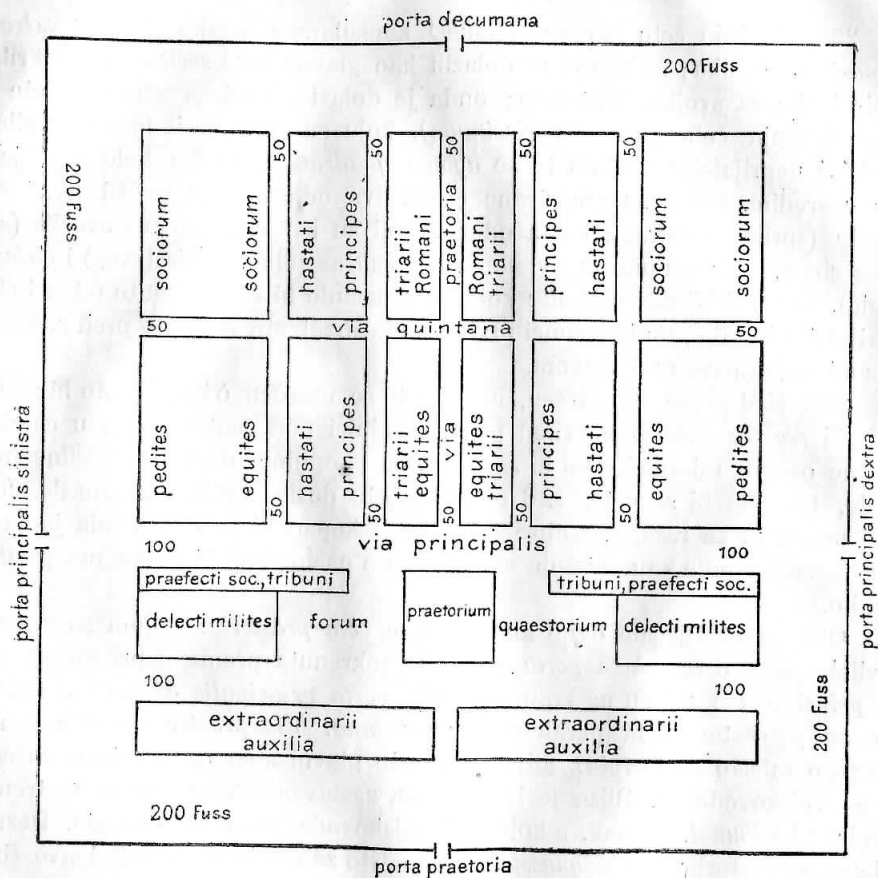 porta decumana
200 Fuss
200 Fuss
50
50
50
50
50
sociorum
sociorum
hastati
principes
triarii
Romani
praetoria
Romani
triarii
principes
hastati
sociorum
sociorum
50
via quintana
50
pedites
equites
hastati
principes
triarii
equites
via
equites
triarii
principes
hastati
equites
pedites
50
50
50
50
50
porta principalis sinistra
porta principalis dextra
via principalis
100
100
praefecti soc., tribuni
tribuni, praefecti soc.
delecti milites
forum
praetorium
quaestorium
delecti milites
100
100
extraordinarii
auxilia
extraordinarii
auxilia
200 Fuss
200 Fuss
porta praetoria